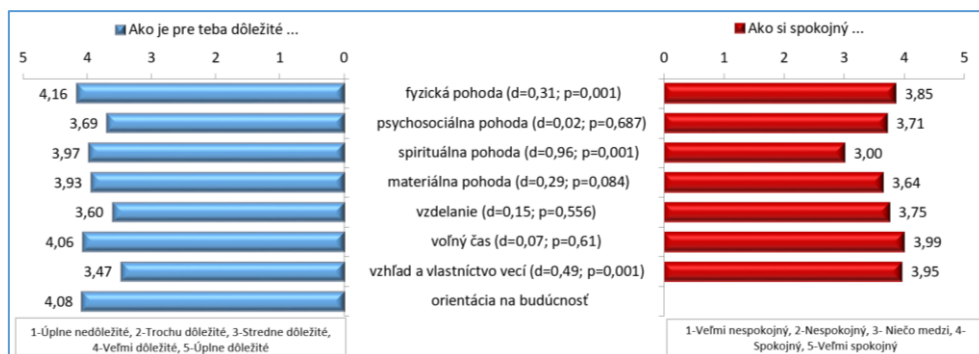 Ako je pre teba dôležité ...
Ako si spokojný ...
5 4 3 2 1 0
0 1 2 3 4 5
4,16 fyzická pohoda (d=0,31; p=0,001) 3,85
3,69 psychosociálna pohoda (d=0,02; p=0,687) 3,71
3,97 spirituálna pohoda (d=0,96; p=0,001) 3,00
3,93 materiálna pohoda (d=0,29; p=0,084) 3,64
3,60 vzdelanie (d=0,15; p=0,556) 3,75
4,06 voľný čas (d=0,07; p=0,61) 3,99
3,47 vzhľad a vlastníctvo vecí (d=0,49; p=0,001) 3,95
4,08 orientácia na budúcnosť
1-Úplne nedôležité, 2-Trochu dôležité, 3-Stredne dôležité,
4-Veľmi dôležité, 5-Úplne dôležité
1-Veľmi nespokojný, 2-Nespokojný, 3- Niečo medzi, 4-
Spokojný, 5-Veľmi spokojný